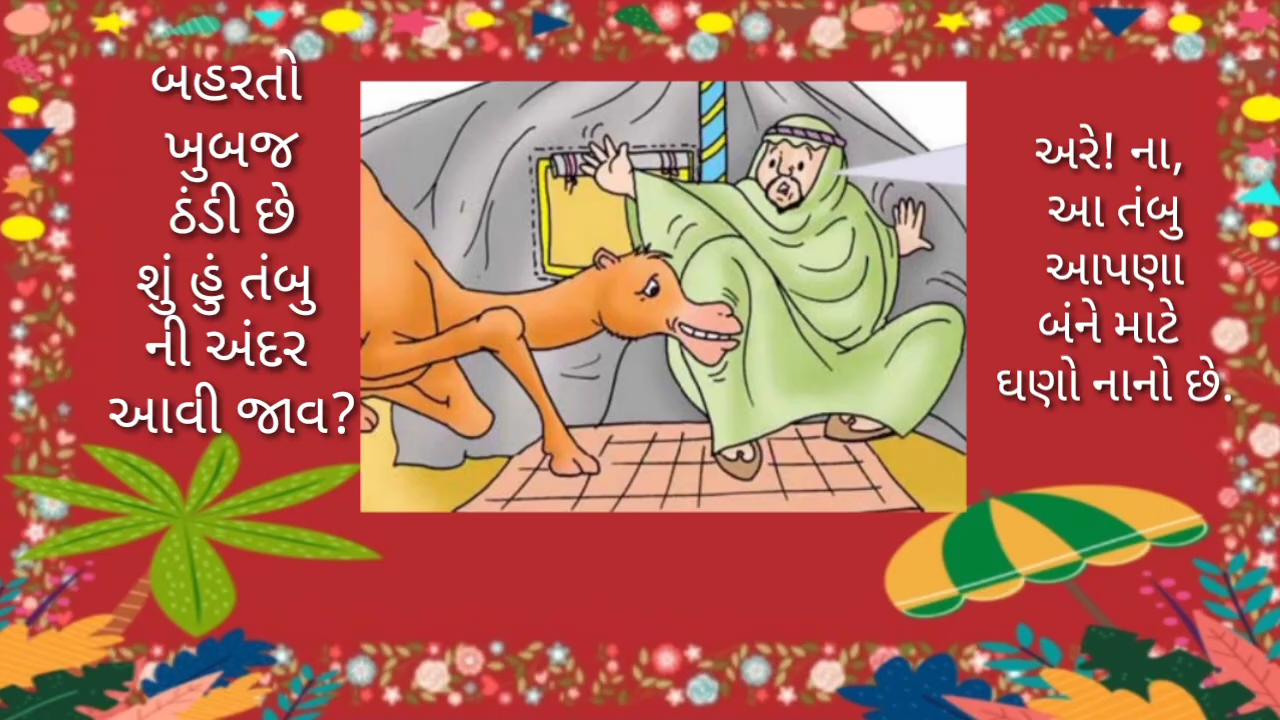 બહરતો
ખુબજ
ઠંડી છે
શું હું તંબુ
ની અંદર
આવી જાવ?
અરે! ના,
આ તંબુ
આપણા
બંને માટે
ઘણો નાનો છે.